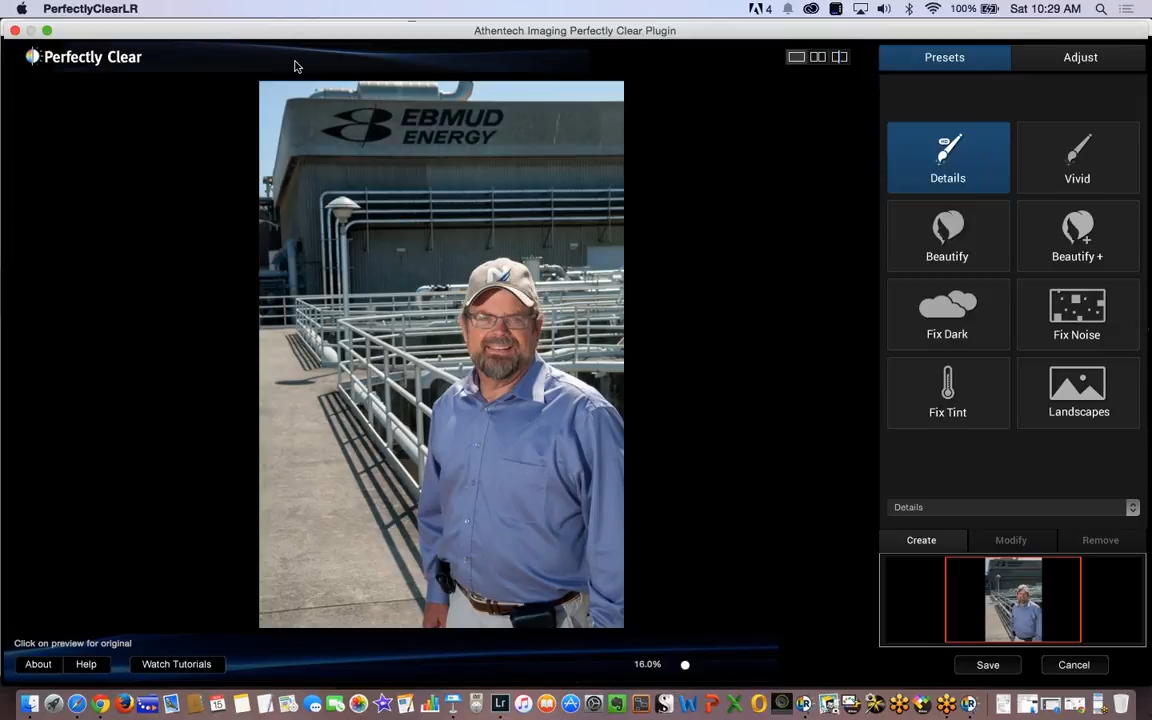 PerfectlyClearLR
4
100%
Sat 10:29 AM
Athentech Imaging Perfectly Clear Plugin
Perfectly Clear
Presets
Adjust
EBMUD
ENERGY
Details
Vivid
Beautify
Beautify +
Fix Dark
Fix Noise
Fix Tint
Landscapes
Details
Create
Modify
Remove
Click on preview for original
About
Help
Watch Tutorials
16.0%
Save
Cancel